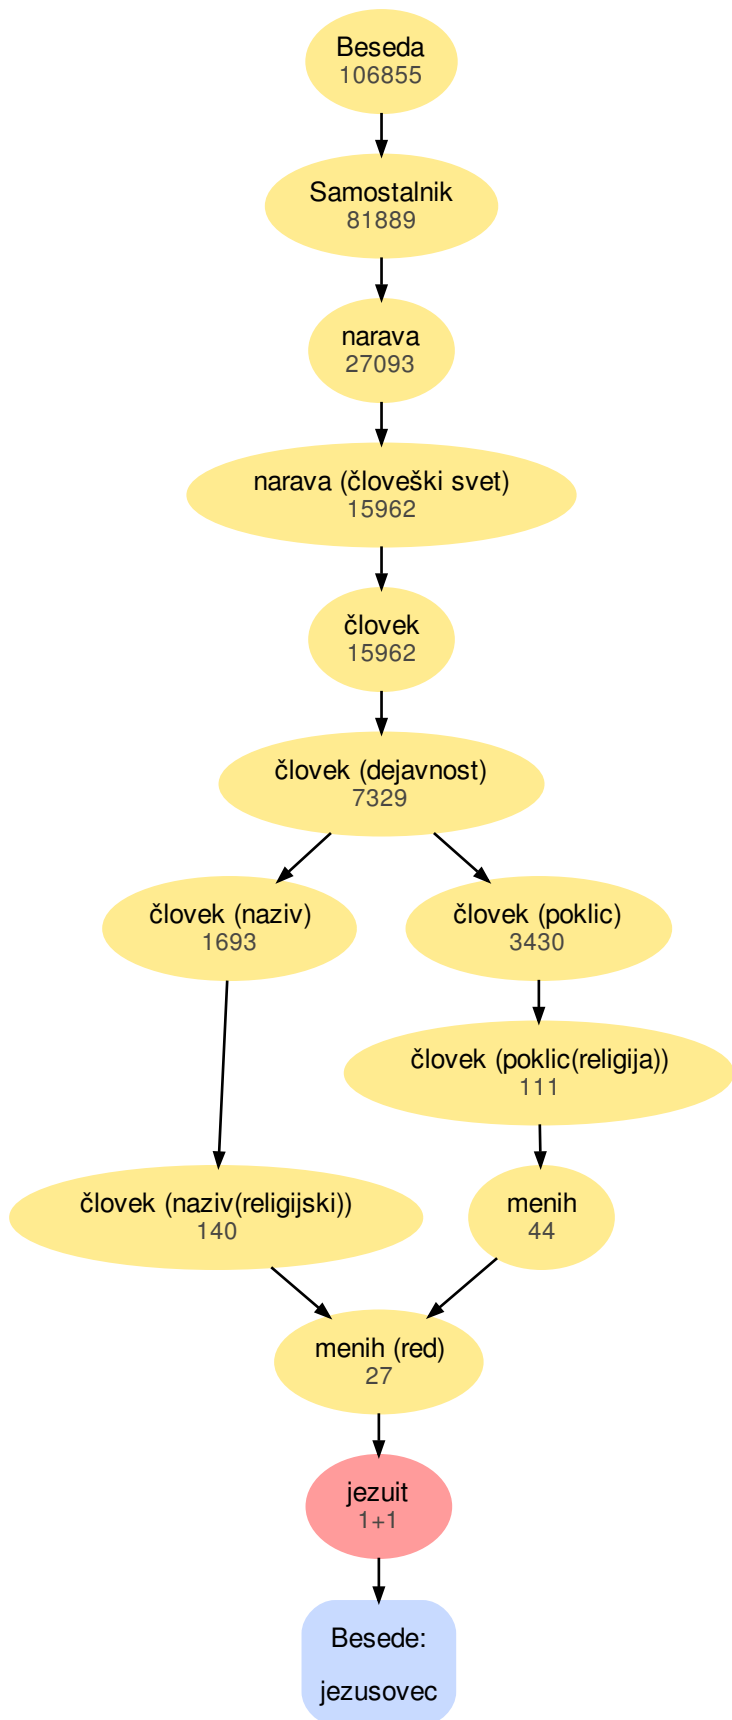 Beseda
106855
Samostalnik
81889
narava
27093
narava (človeški svet)
15962
človek
15962
človek (dejavnost)
7329
človek (naziv)
1693
človek (poklic)
3430
človek (poklic(religija))
111
človek (naziv(religijski))
140
menih
44
menih (red)
27
jezuit
1+1
Besede:
jezusovec